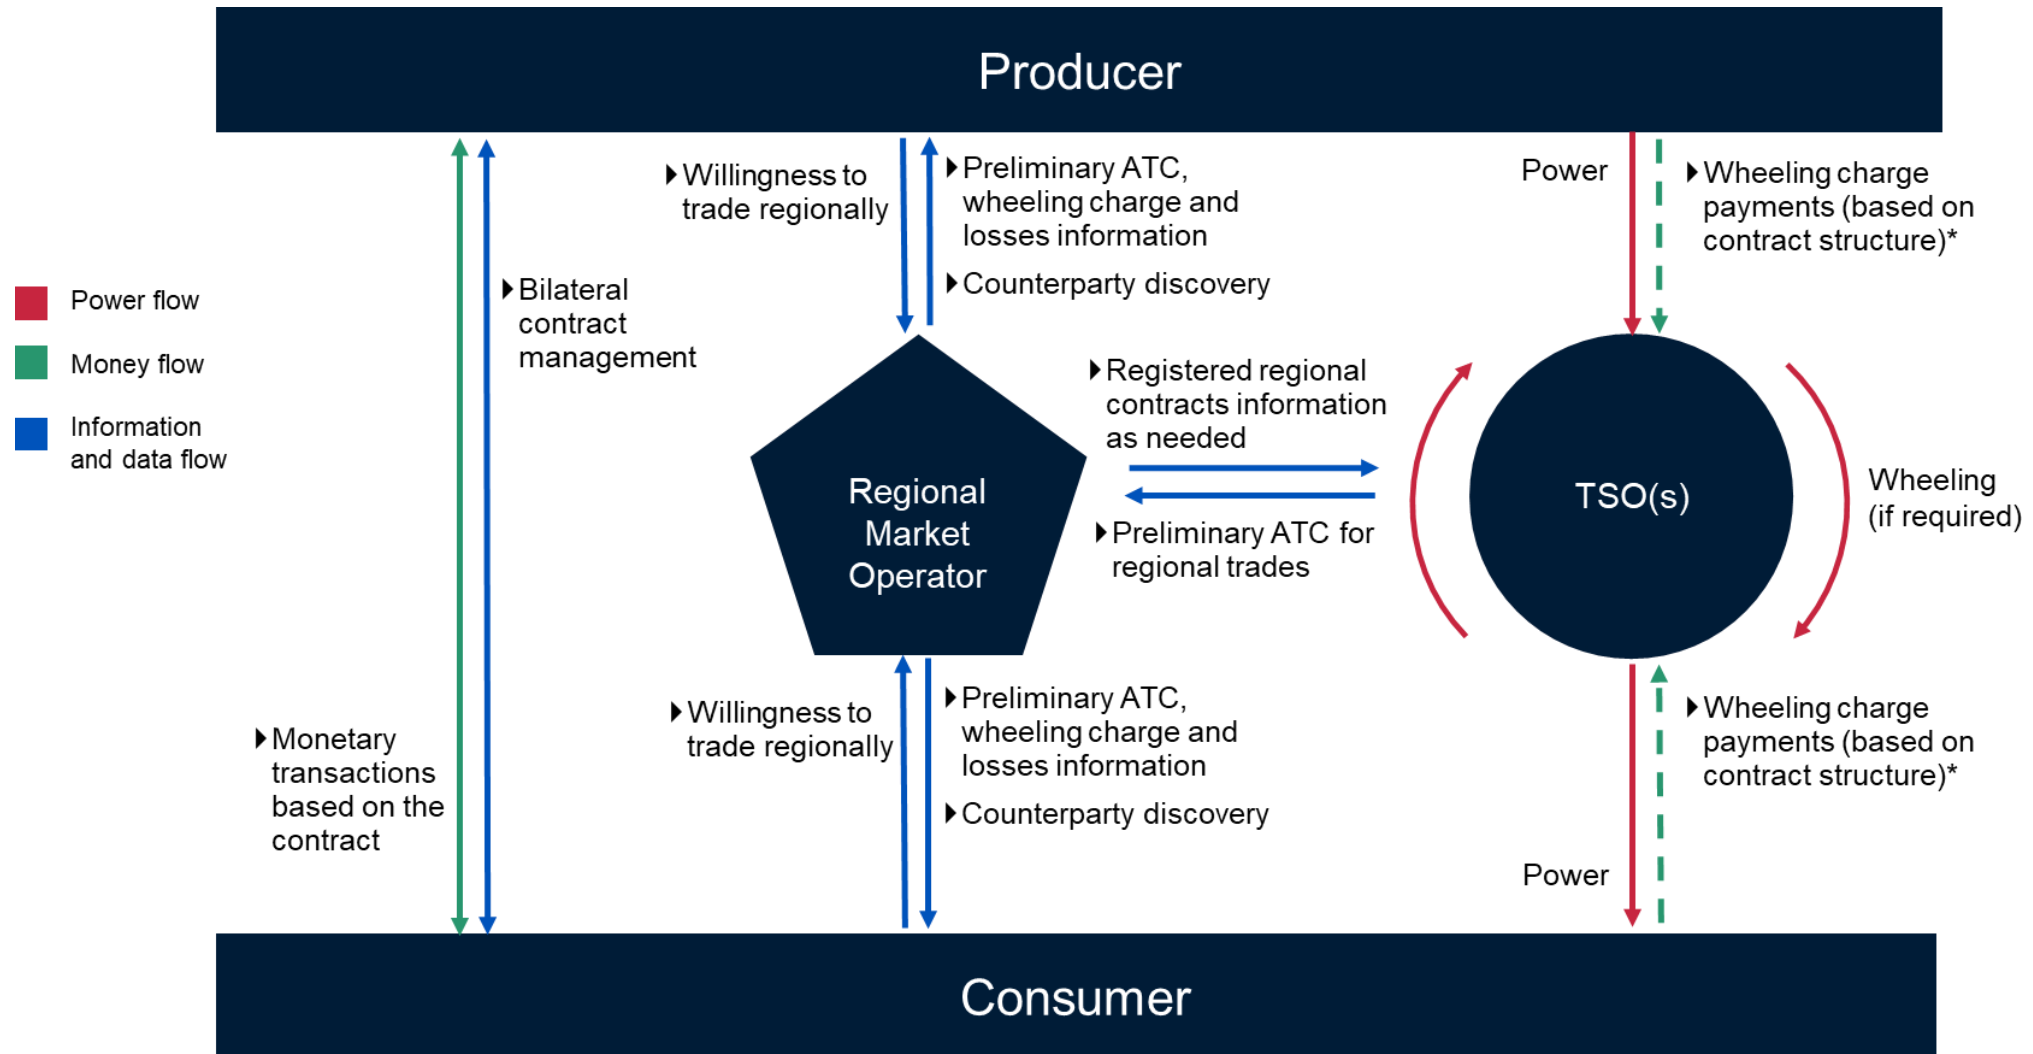 Producer
Willingness to
trade regionally
Preliminary ATC,
wheeling charge and
losses information
Counterparty discovery
Power
Wheeling charge
payments (based on
contract structure)*
Power flow
Money flow
Information
and data flow
Bilateral
contract
management
Registered regional
contracts information
as needed
Regional
Market
Operator
Preliminary ATC for
regional trades
TSO(s)
Wheeling
(if required)
Monetary
transactions
based on the
contract
Willingness to
trade regionally
Preliminary ATC,
wheeling charge and
losses information
Counterparty discovery
Wheeling charge
payments (based on
contract structure)*
Power
Consumer